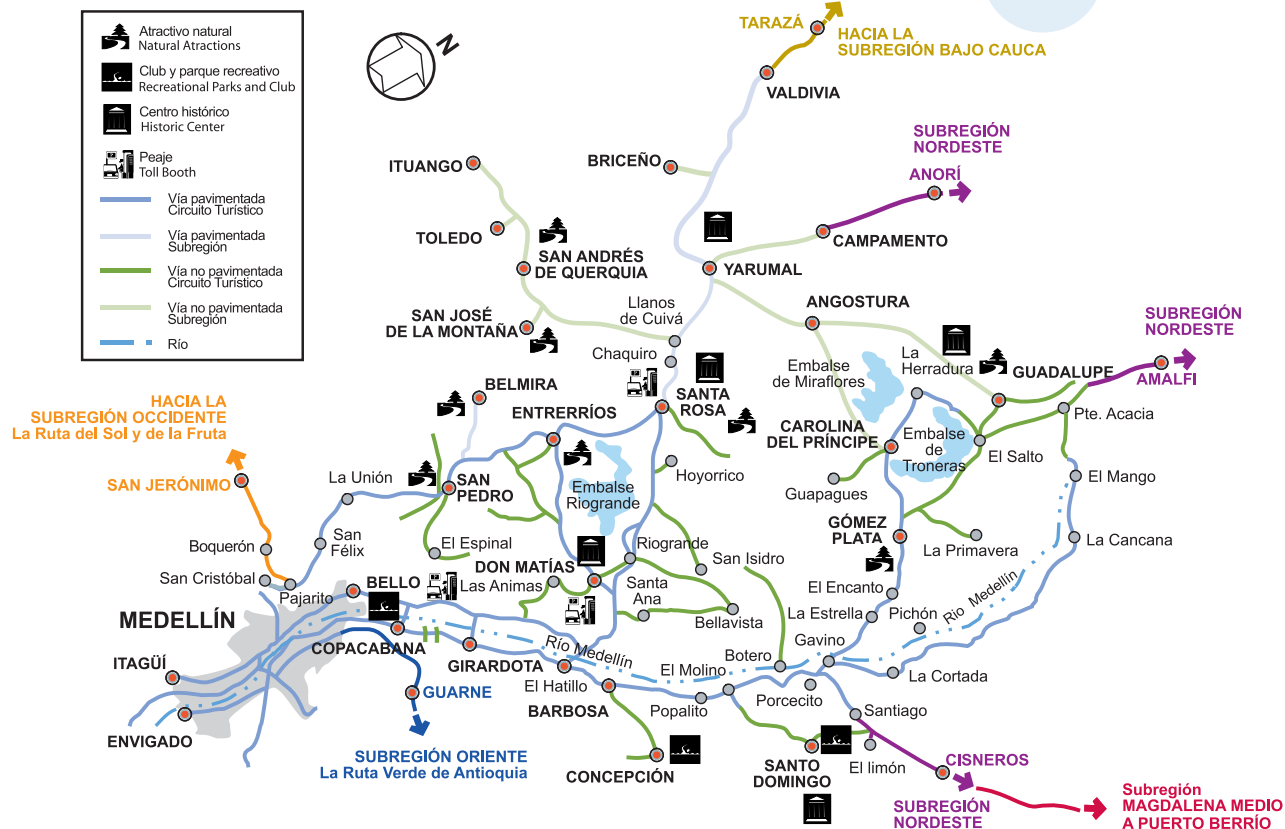 Atractivo natural
Natural Atractions
Club y parque recreativo
Recreational Parks and Club
Centro histórico
Historic Center
Peaje
Toll Booth
Vía pavimentada
Circuito Turístico
Vía pavimentada
Subregión
Vía no pavimentada
Circuito Turístico
Vía no pavimentada
Subregión
Río
N
TARAZÁ
HACIA LA
SUBREGIÓN BAJO CAUCA
VALDIVIA
SUBREGIÓN
NORDESTE
ANORÍ
ITUANGO
BRICEÑO
TOLEDO
CAMPAMENTO
SAN ANDRÉS
DE QUERQUIA
YARUMAL
SAN JOSÉ
DE LA MONTAÑA
Llanos
de Cuivá
ANGOSTURA
SUBREGIÓN
NORDESTE
Chaquiro
Embalse
de Miraflores
La
Herradura
GUADALUPE
AMALFI
BELMIRA
SANTA
ROSA
ENTRERRÍOS
Pte. Acacia
HACIA LA
SUBREGIÓN OCCIDENTE
La Ruta del Sol y de la Fruta
CAROLINA
DEL PRÍNCIPE
Embalse
de
Troneras
El Salto
La Unión
SAN
PEDRO
Embalse
Riogrande
Hoyorrico
Guapagues
El Mango
SAN JERÓNIMO
San
Félix
El Espinal
GÓMEZ
PLATA
La Primavera
La Cancana
Boquerón
DON MATÍAS
Riogrande
San Isidro
San Cristóbal
Pajarito
BELLO
Las Animas
Santa
Ana
Bellavista
El Encanto
La Estrella
Pichón
Rio Medellín
MEDELLÍN
COPACABANA
GIRARDOTA
Río Medellín
El Molino
Botero
Gavino
ITAGÜÍ
GUARNE
El Hatillo
BARBOSA
Popalito
Porcecito
La Cortada
Santiago
ENVIGADO
SUBREGIÓN ORIENTE
La Ruta Verde de Antioquia
CONCEPCIÓN
SANTO
DOMINGO
El limón
CISNEROS
SUBREGIÓN
NORDESTE
Subregión
MAGDALENA MEDIO
A PUERTO BERRÍO